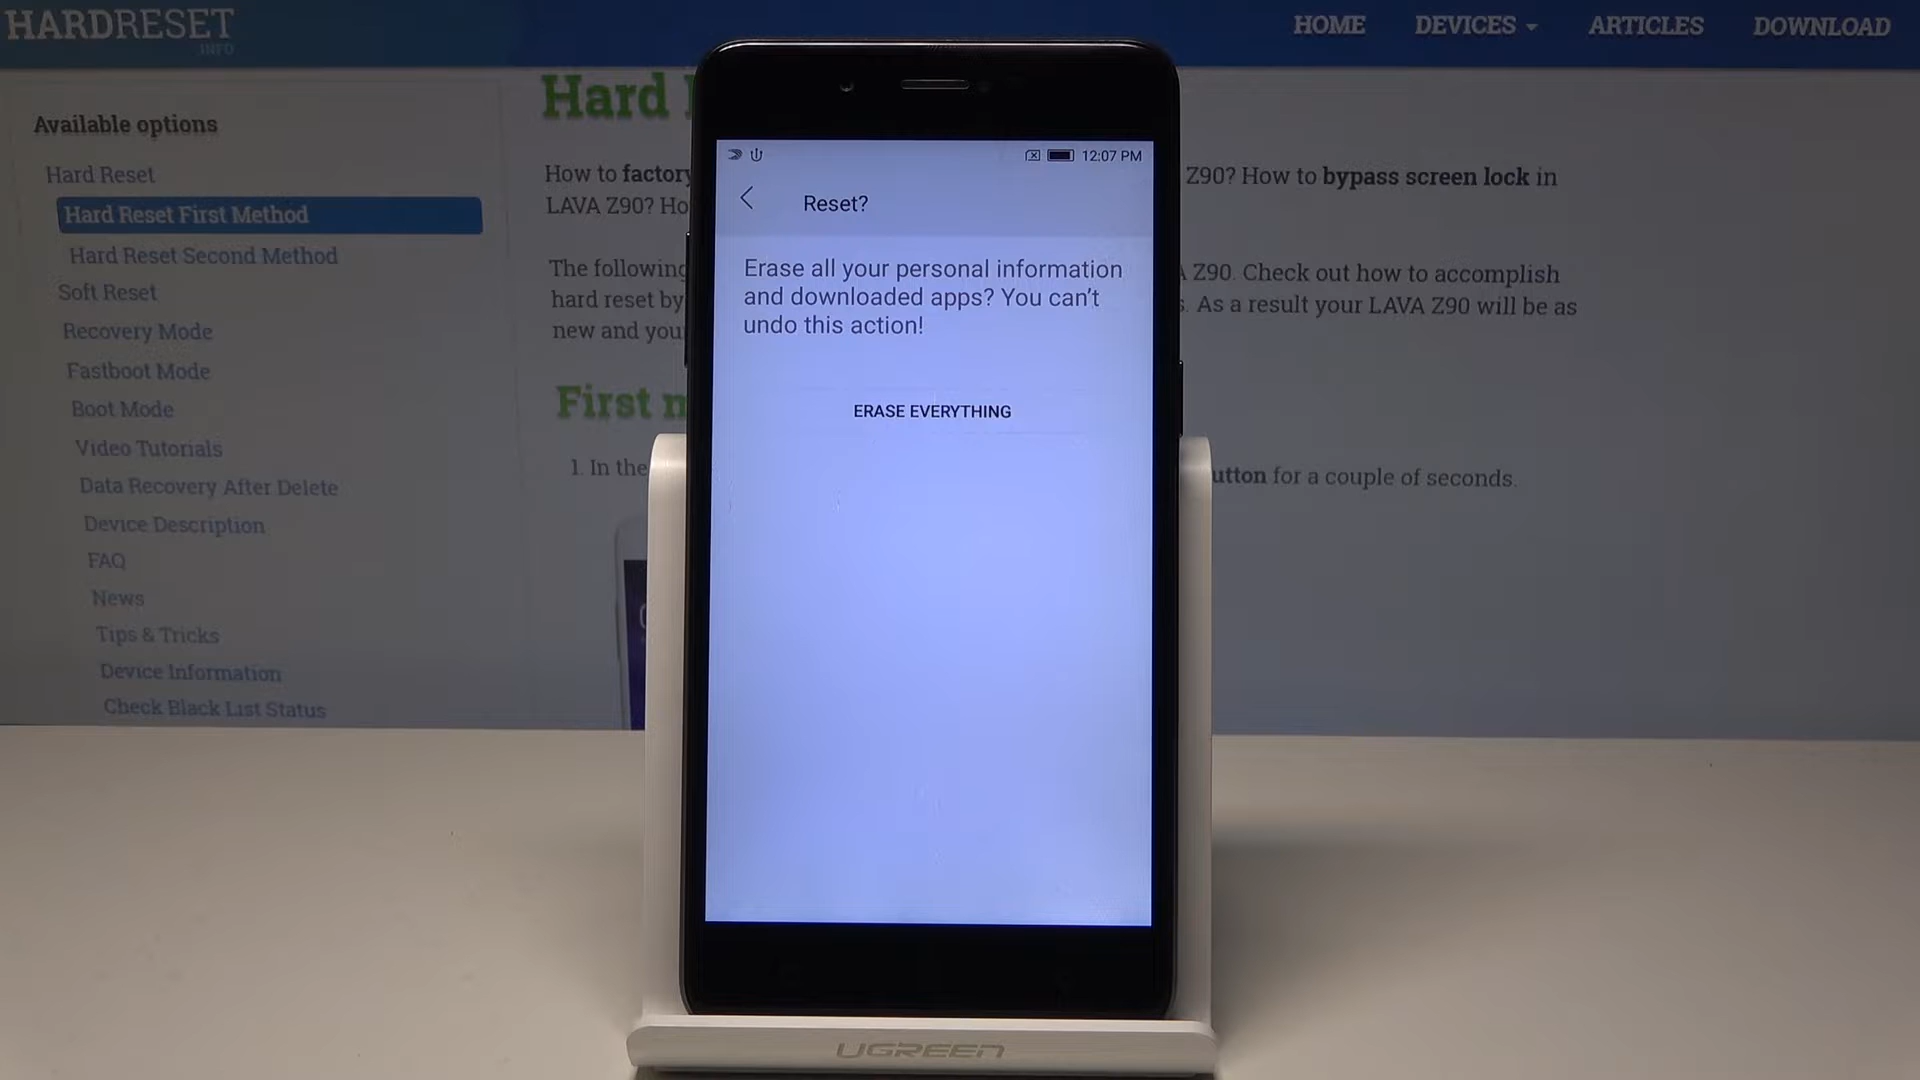 HARDRESET
INFO
HOME DEVICES ARTICLES DOWNLOAD
Available options
Hard Reset
Hard Reset First Method
Hard Reset Second Method
Soft Reset
Recovery Mode
Fastboot Mode
Boot Mode
Video Tutorials
Data Recovery After Delete
Device Description
FAQ
News
Tips & Tricks
Device Information
Check Black List Status
Hard
How to factory Z90? How to bypass screen lock in
LAVA Z90? Ho
The following Z90. Check out how to accomplish
hard reset by s. As a result your LAVA Z90 will be as
new and you
First m
1. In the utton for a couple of seconds.
12:07 PM
Reset?
Erase all your personal information
and downloaded apps? You can't
undo this action!
ERASE EVERYTHING
UGREEN